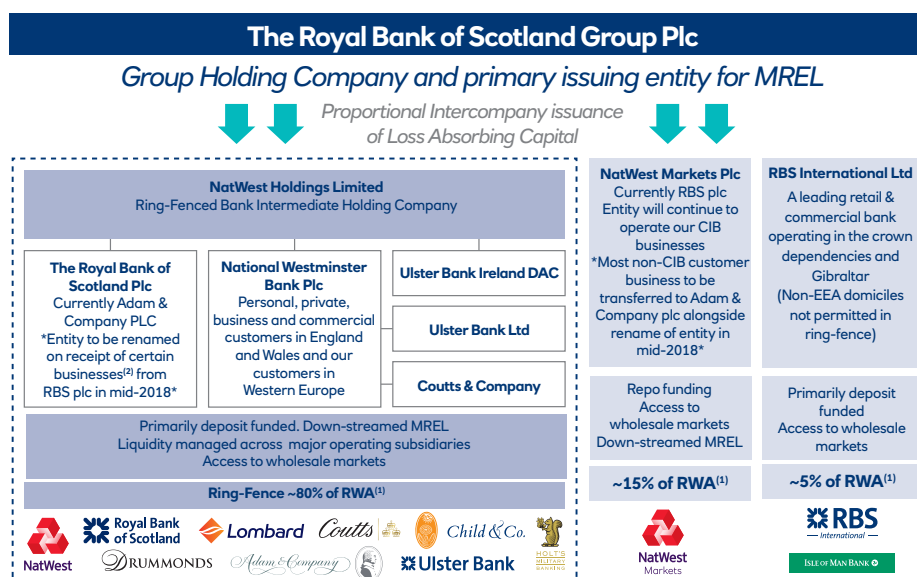 The Royal Bank of Scotland Group Plc
Group Holding Company and primary issuing entity for MREL
Proportional Intercompany issuance
of Loss Absorbing Capital
NatWest Holdings Limited
Ring-Fenced Bank Intermediate Holding Company
The Royal Bank of
Scotland Plc
Currently Adam &
Company PLC
*Entity to be renamed
on receipt of certain
businesses(2) from
RBS plc in mid-2018*
National Westminster
Bank Plc
Personal, private,
business and commercial
customers in England
and Wales and our
customers in
Western Europe
Ulster Bank Ireland DAC
Ulster Bank Ltd
Coutts & Company
Primarily deposit funded. Down-streamed MREL
Liquidity managed across major operating subsidiaries
Access to wholesale markets
Ring-Fence ~80% of RWA(1)
NatWest Markets Plc
Currently RBS plc
Entity will continue to
operate our CIB
businesses
*Most non-CIB customer
business to be
transferred to Adam &
Company plc alongside
rename of entity in
mid-2018*
Repo funding
Access to
wholesale markets
Down-streamed MREL
~15% of RWA(1)
RBS International Ltd
A leading retail &
commercial bank
operating in the crown
dependencies and
Gibraltar
(Non-EEA domiciles
not permitted in
ring-fence)
Primarily deposit
funded
Access to wholesale
markets
~5% of RWA(1)
NatWest
Royal Bank
of Scotland
Lombard
Coutts
Child & Co.
HOLT'S
MILITARY
BANKING
DRUMMONDS
Adam & Company
Ulster Bank
NatWest
Markets
RBS
International
ISLE OF MAN BANK